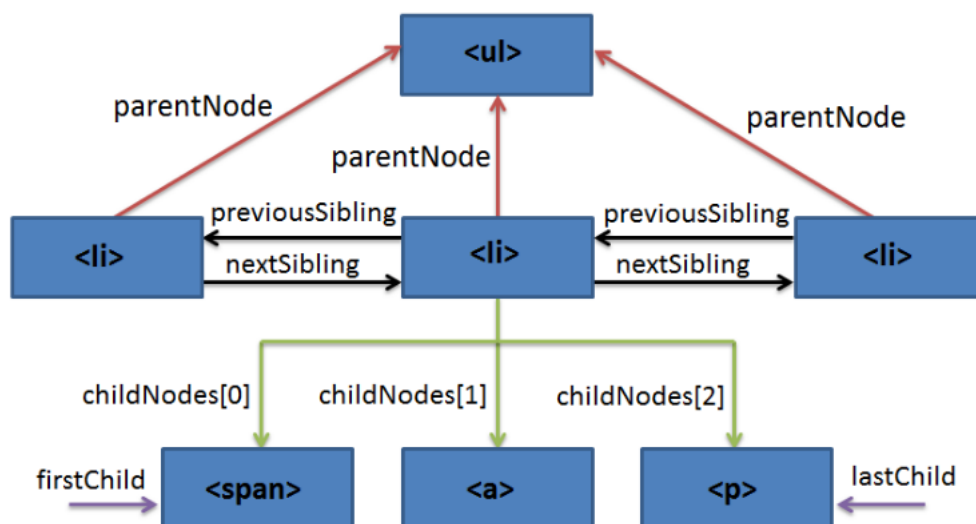 <ul>
parentNode
parentNode
parentNode
previousSibling
previousSibling
<li>
<li>
<li>
nextSibling
nextSibling
childNodes[0]
childNodes[1]
childNodes[2]
firstChild
<span>
<a>
<p>
lastChild